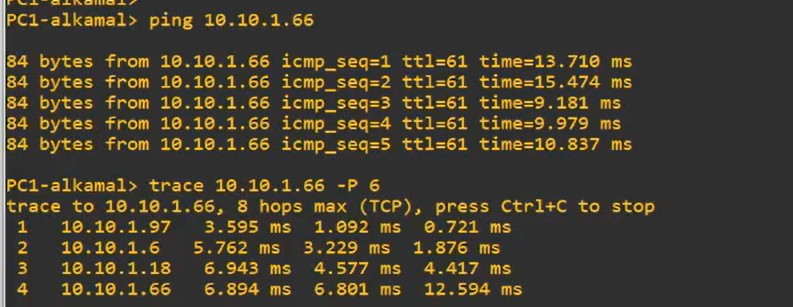 PC1-alkamal>
PC1-alkamal> ping 10.10.1.66
84 bytes from 10.10.1.66 icmp_seq=1 ttl=61 time=13.710 ms
84 bytes from 10.10.1.66 icmp_seq=2 ttl=61 time=15.474 ms
84 bytes from 10.10.1.66 icmp_seq=3 ttl=61 time=9.181 ms
84 bytes from 10.10.1.66 icmp_seq=4 ttl=61 time=9.979 ms
84 bytes from 10.10.1.66 icmp_seq=5 ttl=61 time=10.837 ms
PC1-alkamal> trace 10.10.1.66 -P 6
trace to 10.10.1.66, 8 hops max (TCP), press Ctrl+C to stop
1 10.10.1.97 3.595 ms 1.092 ms 0.721 ms
2 10.10.1.6 5.762 ms 3.229 ms 1.876 ms
3 10.10.1.18 6.943 ms 4.577 ms 4.417 ms
4 10.10.1.66 6.894 ms 6.801 ms 12.594 ms